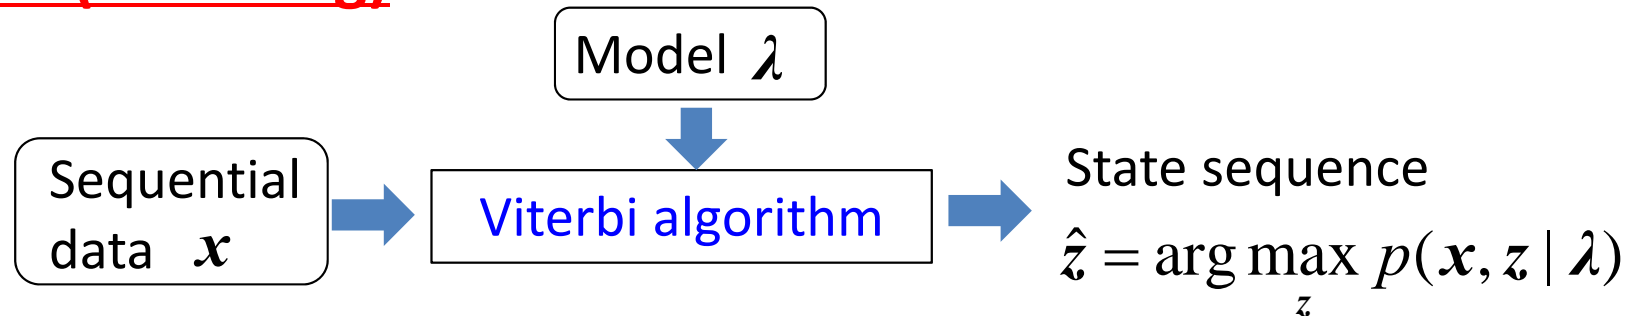 Model λ
Sequential
data x
Viterbi algorithm
State sequence
ẑ = arg max p(x, z | λ)
z